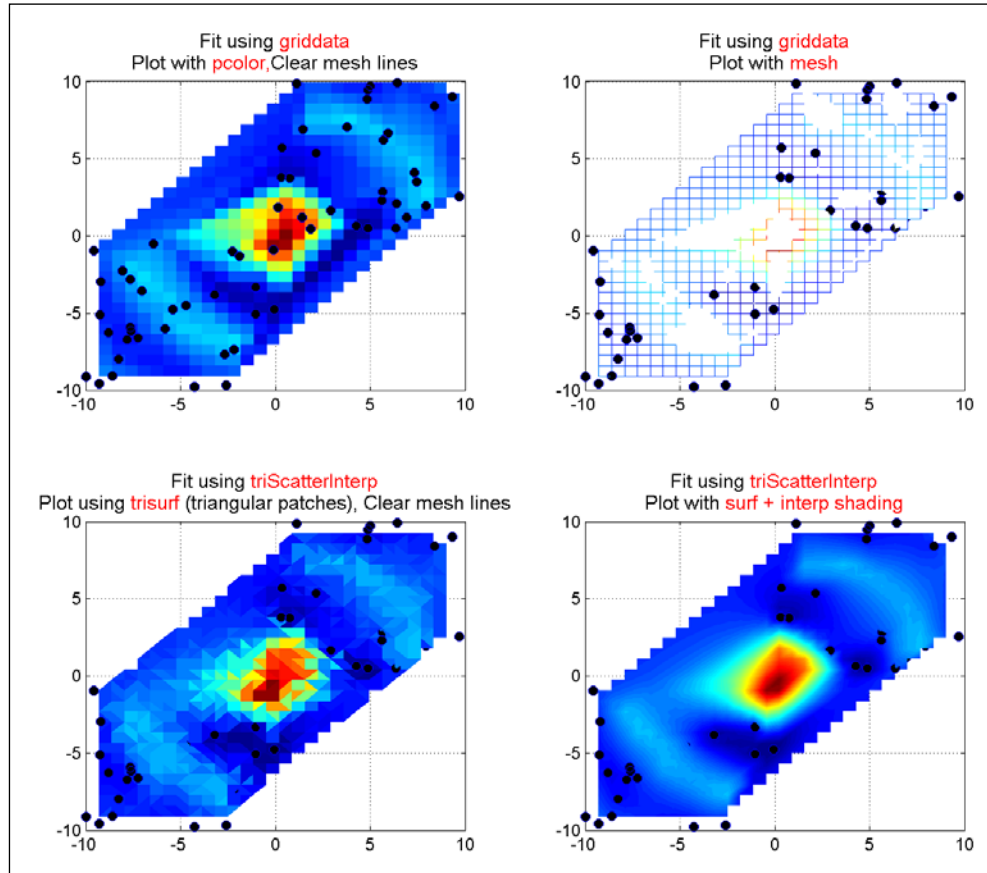 Fit using griddata
Plot with pcolor,Clear mesh lines
10
5
0
-5
-10
-10 -5 0 5 10
Fit using griddata
Plot with mesh
10
5
0
-5
-10
-10 -5 0 5 10
Fit using triScatterInterp
Plot using trisurf (triangular patches), Clear mesh lines
10
5
0
-5
-10
-10 -5 0 5 10
Fit using triScatterInterp
Plot with surf + interp shading
10
5
0
-5
-10
-10 -5 0 5 10